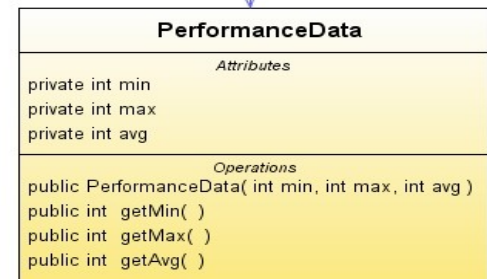 PerformanceData
Attributes
private int min
private int max
private int avg
Operations
public PerformanceData( int min, int max, int avg )
public int  getMin( )
public int  getMax( )
public int  getAvg( )